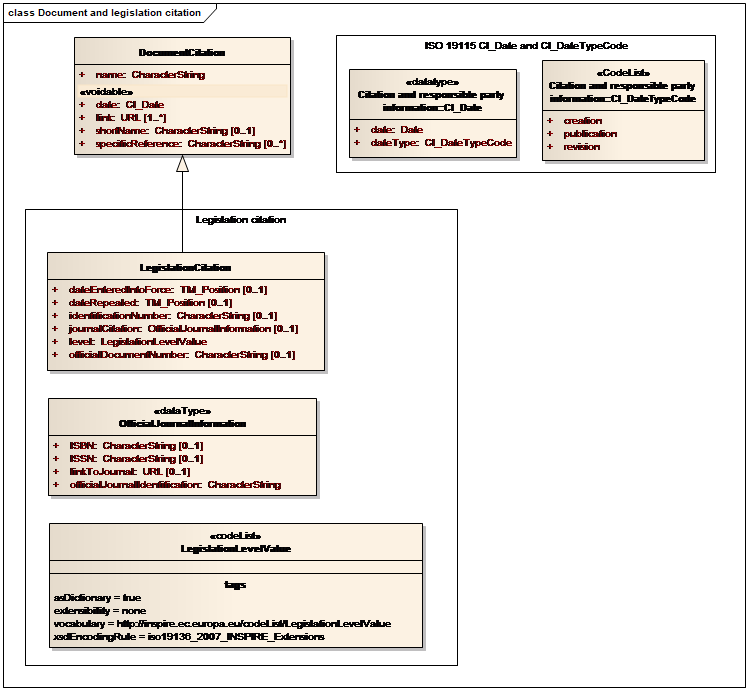 class Document and legislation citation
DocumentCitation
+ name: CharacterString
«voidable»
+ date: CI_Date
+ link: URL [1..*]
+ shortName: CharacterString [0..1]
+ specificReference: CharacterString [0..*]
ISO 19115 CI_Date and CI_DateTypeCode
«datatype»
Citation and responsible party
information::CI_Date
+ date: Date
+ dateType: CI_DateTypeCode
«CodeList»
Citation and responsible party
information::CI_DateTypeCode
+ creation
+ publication
+ revision
Legislation citation
LegislationCitation
+ dateEnteredIntoForce: TM_Position [0..1]
+ dateRepealed: TM_Position [0..1]
+ identificationNumber: CharacterString [0..1]
+ journalCitation: OfficialJournalInformation [0..1]
+ level: LegislationLevelValue
+ officialDocumentNumber: CharacterString [0..1]
«dataType»
OfficialJournalInformation
+ ISBN: CharacterString [0..1]
+ ISSN: CharacterString [0..1]
+ linkToJournal: URL [0..1]
+ officialJournalIdentification: CharacterString
«codeList»
LegislationLevelValue
tags
asDictionary = true
extensibility = none
vocabulary = http://inspire.ec.europa.eu/codeList/LegislationLevelValue
xsdEncodingRule = iso19136_2007_INSPIRE_Extensions